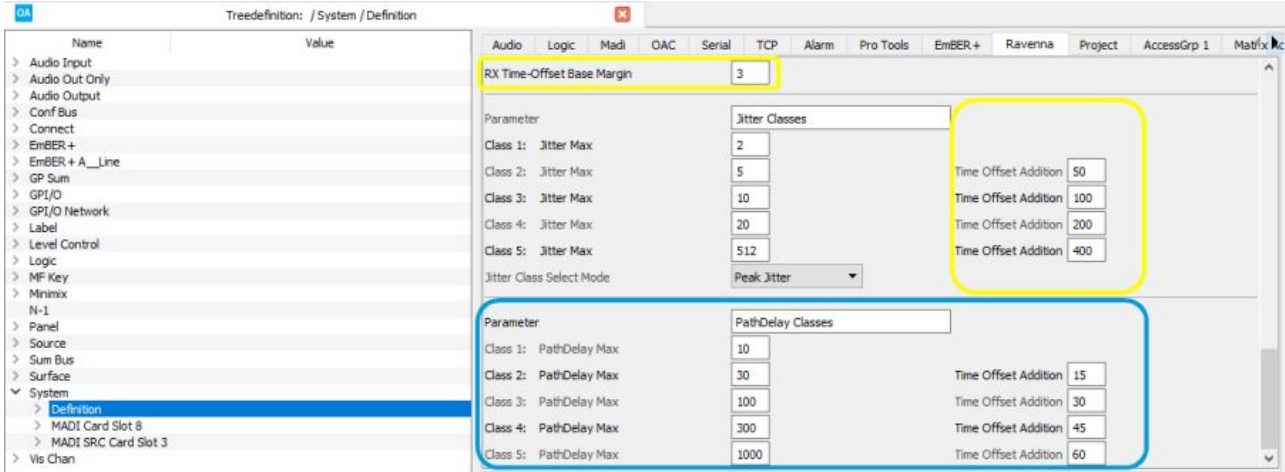 OA Treedefinition: / System / Definition
Name Value
Audio Input
Audio Out Only
Audio Output
Conf Bus
Connect
EmBER+
EmBER+ A__Line
GP Sum
GPI/O
GPI/O Network
Label
Level Control
Logic
MF Key
Minimix
N-1
Panel
Source
Sum Bus
Surface
System
Definition
MADI Card Slot 8
MADI SRC Card Slot 3
Vis Chan
Audio Logic Madi OAC Serial TCP Alarm Pro Tools EmBER+ Ravenna Project AccessGrp 1
RX Time-Offset Base Margin 3
Parameter Jitter Classes
Class 1: Jitter Max 2
Class 2: Jitter Max 5 Time Offset Addition 50
Class 3: Jitter Max 10 Time Offset Addition 100
Class 4: Jitter Max 20 Time Offset Addition 200
Class 5: Jitter Max 512 Time Offset Addition 400
Jitter Class Select Mode Peak Jitter
Parameter PathDelay Classes
Class 1: PathDelay Max 10
Class 2: PathDelay Max 30 Time Offset Addition 15
Class 3: PathDelay Max 100 Time Offset Addition 30
Class 4: PathDelay Max 300 Time Offset Addition 45
Class 5: PathDelay Max 1000 Time Offset Addition 60